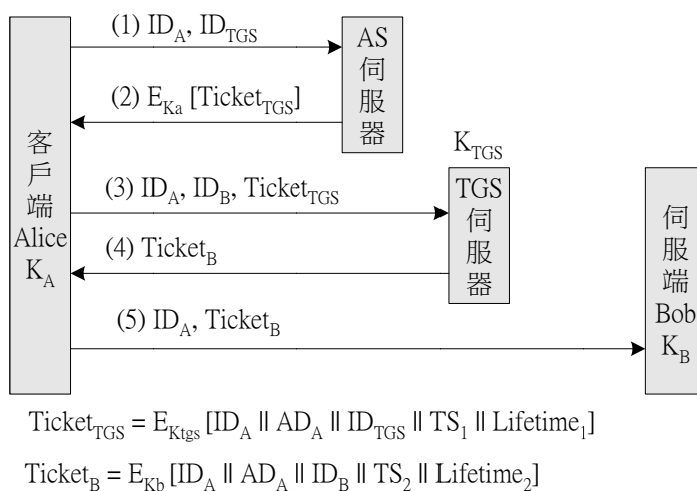 (1) ID_A, ID_TGS
AS
伺
服
器
(2) E_Ka [Ticket_TGS]
客
戶
端
Alice
K_A
K_TGS
(3) ID_A, ID_B, Ticket_TGS
TGS
伺
服
器
(4) Ticket_B
伺
服
端
Bob
K_B
(5) ID_A, Ticket_B
Ticket_TGS = E_Ktgs [ID_A || AD_A || ID_TGS || TS_1 || Lifetime_1]
Ticket_B = E_Kb [ID_A || AD_A || ID_B || TS_2 || Lifetime_2]